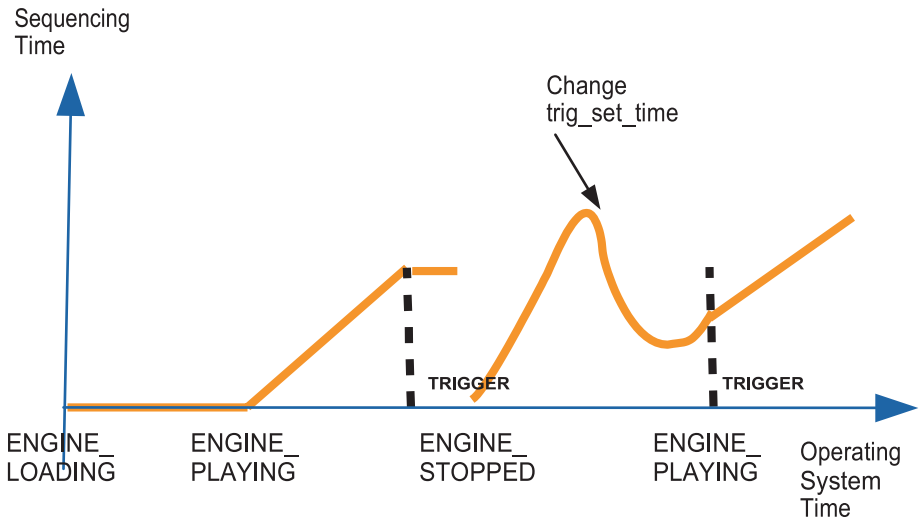 Sequencing
Time
Change
trig_set_time
TRIGGER
TRIGGER
ENGINE_
LOADING
ENGINE_
PLAYING
ENGINE_
STOPPED
ENGINE_
PLAYING
Operating
System
Time